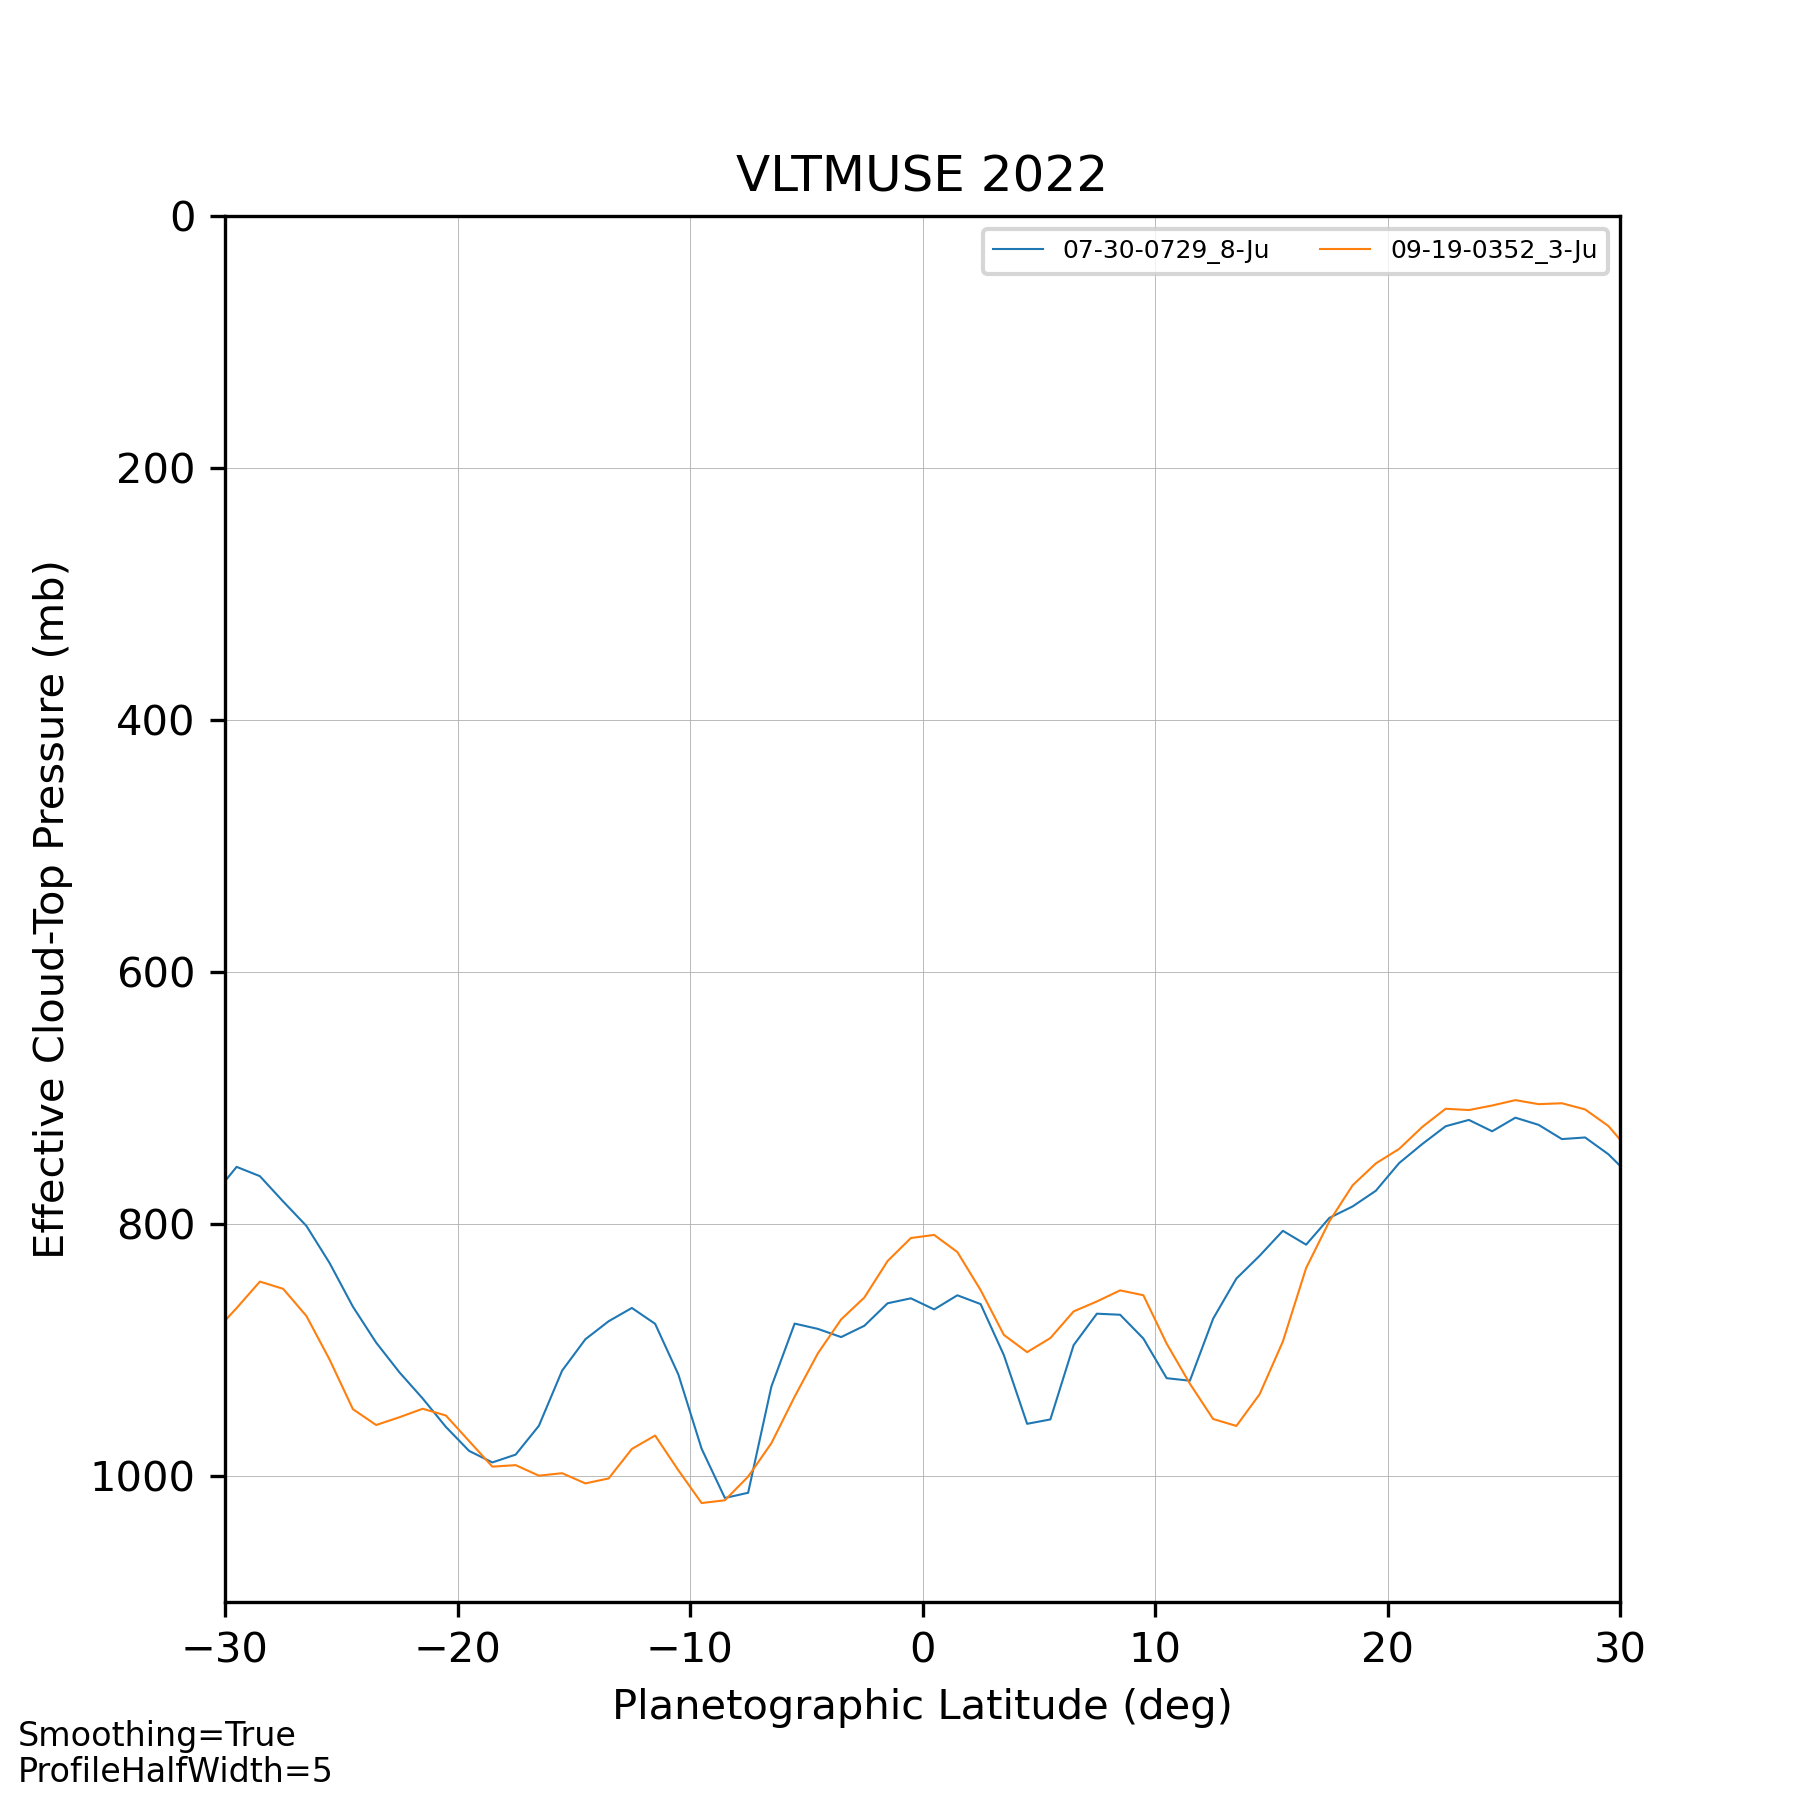 VLTMUSE 2022
07-30-0729_8-Ju 09-19-0352_3-Ju
0
200
400
600
800
1000
Effective Cloud-Top Pressure (mb)
−30 −20 −10 0 10 20 30
Planetographic Latitude (deg)
Smoothing=True
ProfileHalfWidth=5